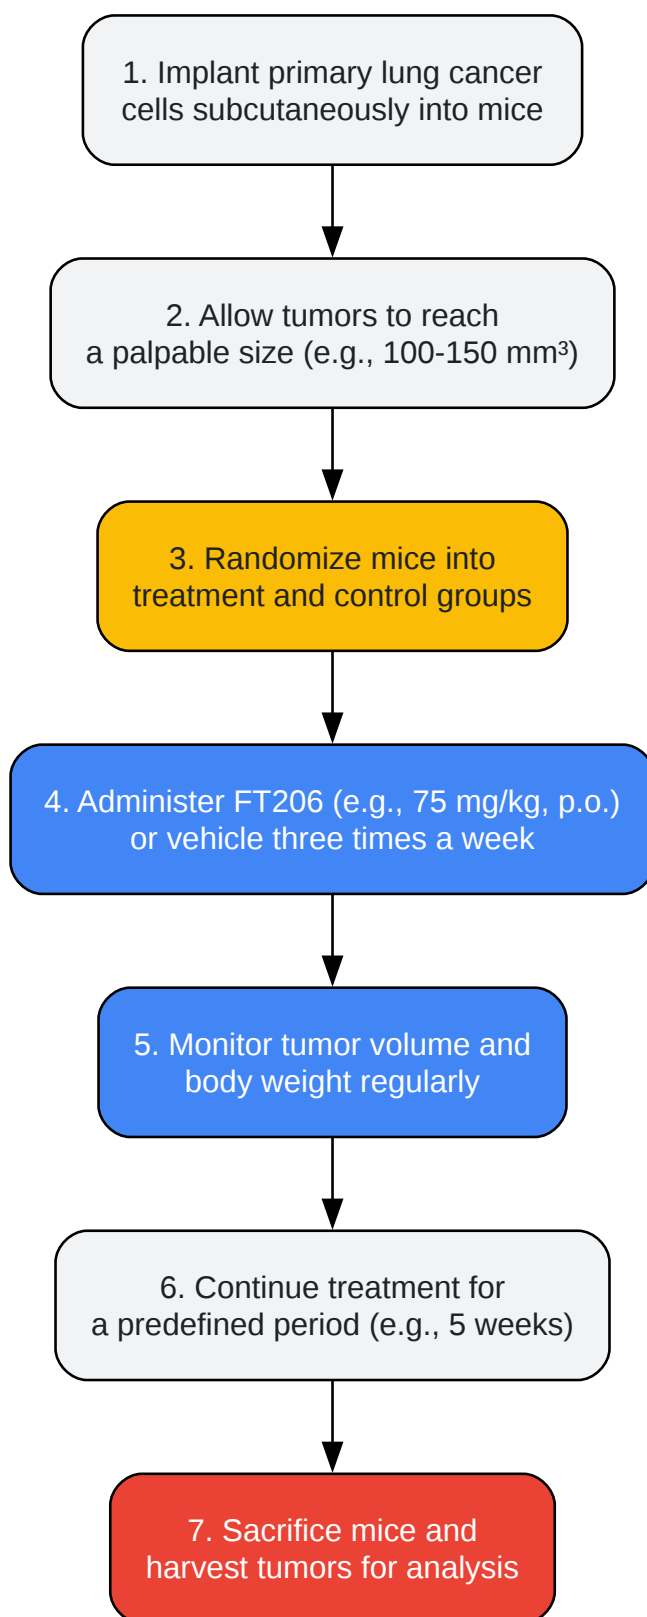 1. Implant primary lung cancer
cells subcutaneously into mice
2. Allow tumors to reach
a palpable size (e.g., 100-150 mm³)
3. Randomize mice into
treatment and control groups
4. Administer FT206 (e.g., 75 mg/kg, p.o.)
or vehicle three times a week
5. Monitor tumor volume and
body weight regularly
6. Continue treatment for
a predefined period (e.g., 5 weeks)
7. Sacrifice mice and
harvest tumors for analysis